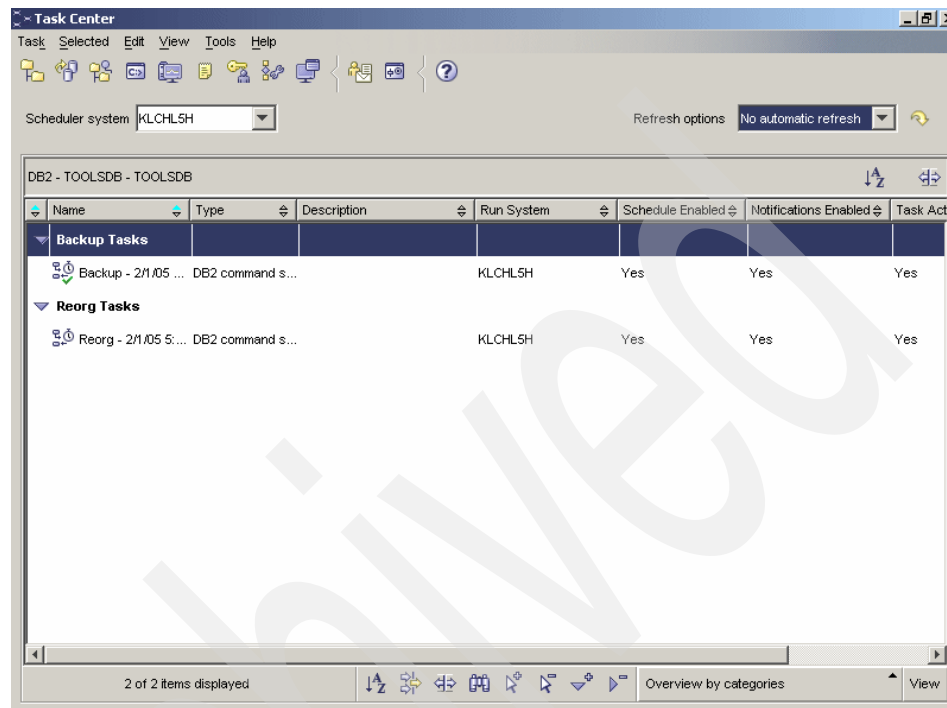 Task Center
Task Selected Edit View Tools Help
Scheduler system KLCHL5H Refresh options No automatic refresh
DB2 - TOOLSDB - TOOLSDB
Name Type Description Run System Schedule Enabled Notifications Enabled Task Act
Backup Tasks
Backup - 2/1/05 ... DB2 command s... KLCHL5H Yes Yes Yes
Reorg Tasks
Reorg - 2/1/05 5:... DB2 command s... KLCHL5H Yes Yes Yes
2 of 2 items displayed Overview by categories View
hived